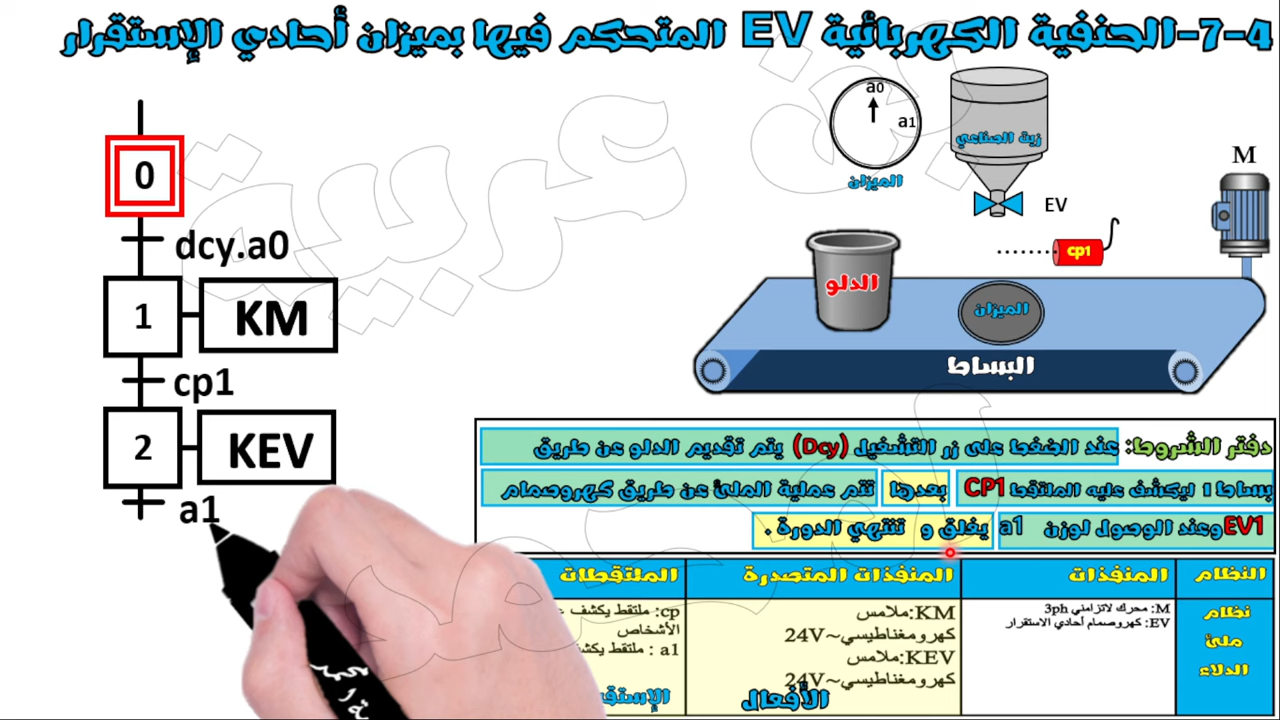 4-7-الحنفية الكهربائية EV المتحكم فيها بميزان أحادي الإستقرار
0
dcy.a0
1
KM
cp1
2
KEV
a1
a0
a1
الميزان
زيت الصناعي
EV
M
cp1
الدلو
الميزان
البساط
دفتر الشروط: عند الضغط على زر التشغيل (Dcy) يتم تقديم الدلو عن طريق
بساط 1 ليكشف عليه الملتقط CP1 بعدها تتم عملية الملئ عن طريق كهروصمام
EV1 وعند الوصول لوزن a1 يغلق و تنتهي الدورة .
النظام
المنفذات
المنفذات المتصدرة
الملتقطات
نظام
ملئ
الدلاء
M: محرك لاتزامني 3ph
EV: كهروصمام أحادي الاستقرار
KM:ملامس
كهرومغناطيسي~24V
KEV:ملامس
كهرومغناطيسي~24V
cp: ملتقط يكشف
الأشخاص
a1 : ملتقط يكشف
الأفعال